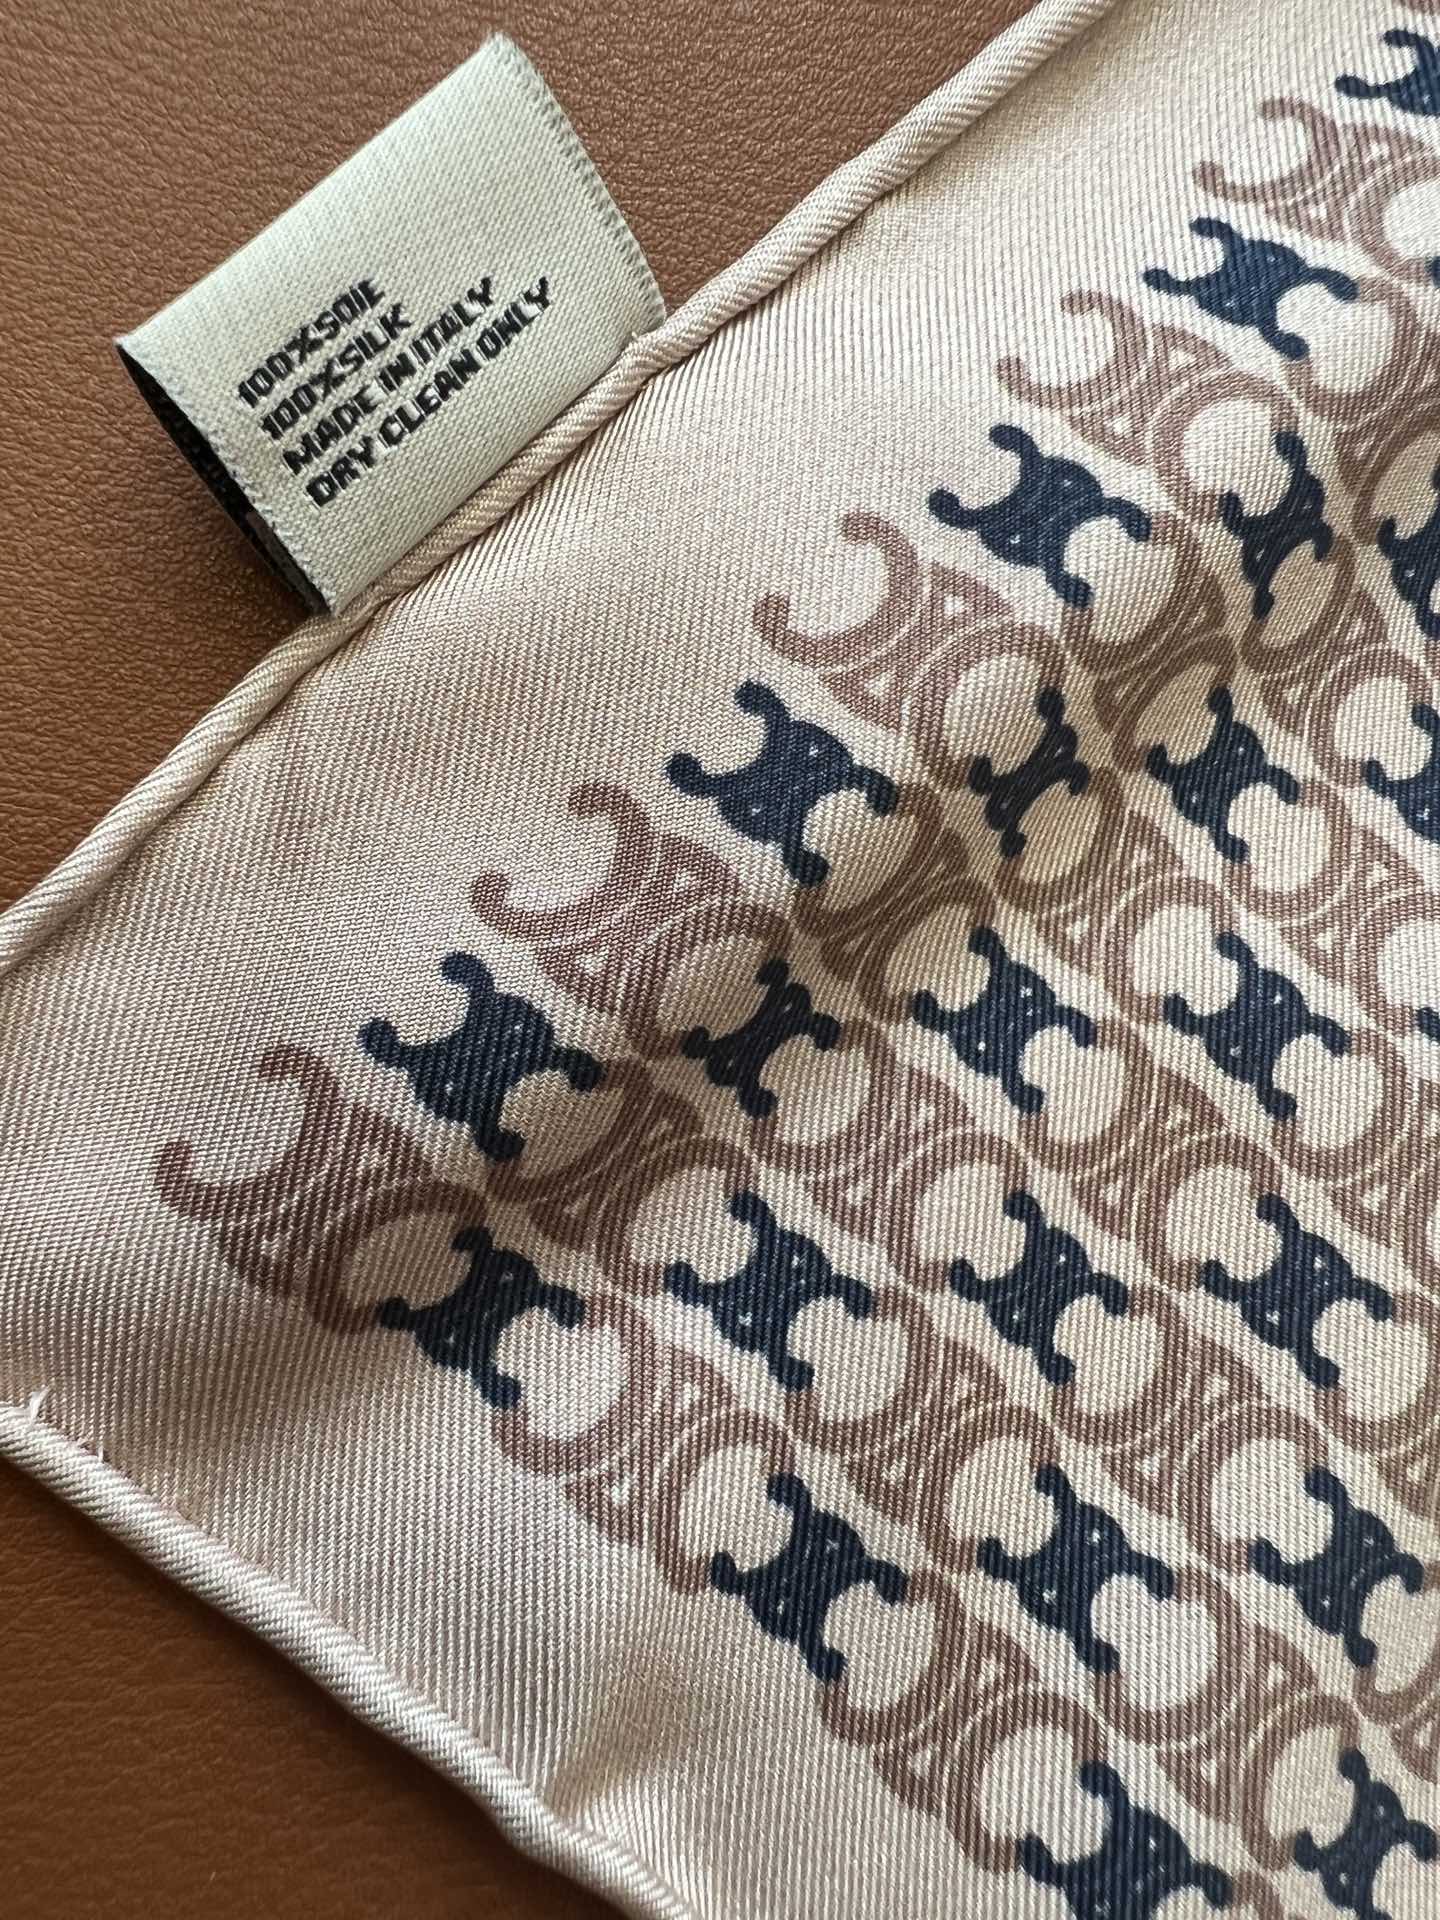 100%SOIE
100%SILK
MADE IN ITALY
DRY CLEAN ONLY